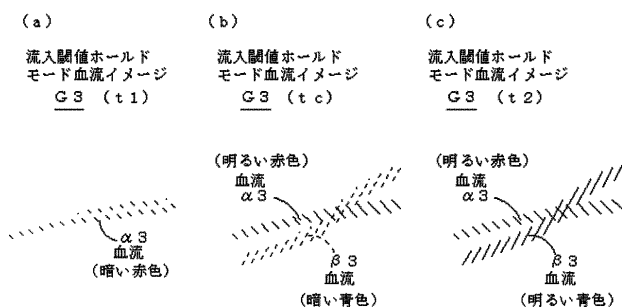 (a)
流入閾値ホールド
モード血流イメージ
G3 (t1)
α3
血流
(暗い赤色)
(b)
流入閾値ホールド
モード血流イメージ
G3 (tc)
(明るい赤色)
血流
α3
β3
血流
(暗い青色)
(c)
流入閾値ホールド
モード血流イメージ
G3 (t2)
(明るい赤色)
血流
α3
β3
血流
(明るい青色)